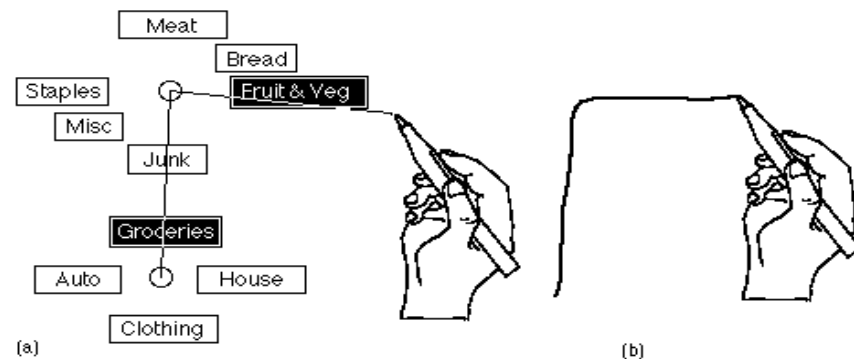 Meat
Bread
Staples
Fruit & Veg
Misc
Junk
Groceries
Auto
House
Clothing
(a)
(b)